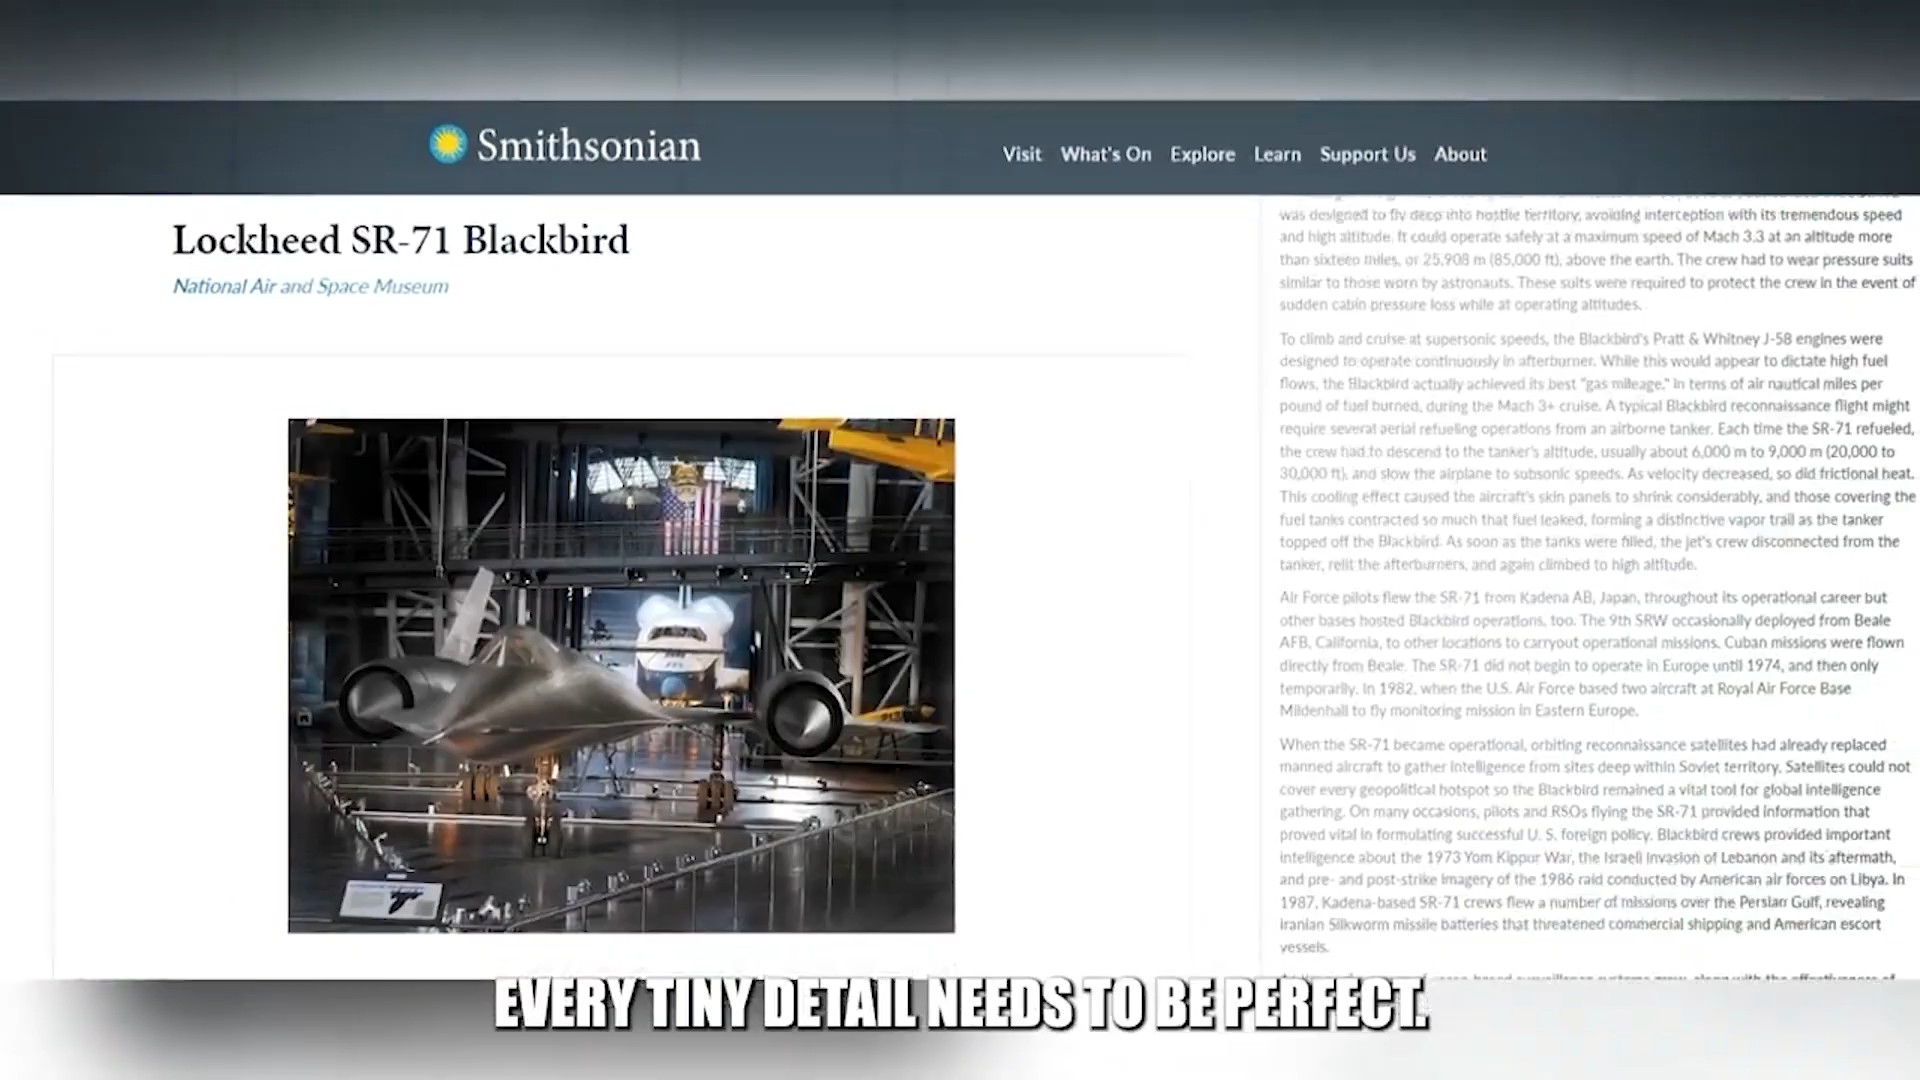 Smithsonian
Visit What's On Explore Learn Support Us About
Lockheed SR-71 Blackbird
National Air and Space Museum
was designed to fly deep into hostile territory, avoiding interception with its tremendous speed
and high altitude. It could operate safely at a maximum speed of Mach 3.3 at an altitude more
than sixteen miles, or 25,908 m (85,000 ft), above the earth. The crew had to wear pressure suits
similar to those worn by astronauts. These suits were required to protect the crew in the event of
sudden cabin pressure loss while at operating altitudes.
To climb and cruise at supersonic speeds, the Blackbird's Pratt & Whitney J-58 engines were
designed to operate continuously in afterburner. While this would appear to dictate high fuel
flows, the Blackbird actually achieved its best "gas mileage," in terms of air nautical miles per
pound of fuel burned, during the Mach 3+ cruise. A typical Blackbird reconnaissance flight might
require several aerial refueling operations from an airborne tanker. Each time the SR-71 refueled,
the crew had to descend to the tanker's altitude, usually about 6,000 m to 9,000 m (20,000 to
30,000 ft), and slow the airplane to subsonic speeds. As velocity decreased, so did frictional heat.
This cooling effect caused the aircraft's skin panels to shrink considerably, and those covering the
fuel tanks contracted so much that fuel leaked, forming a distinctive vapor trail as the tanker
topped off the Blackbird. As soon as the tanks were filled, the jet's crew disconnected from the
tanker, relit the afterburners, and again climbed to high altitude.
Air Force pilots flew the SR-71 from Kadena AB, Japan, throughout its operational career but
other bases hosted Blackbird operations, too. The 9th SRW occasionally deployed from Beale
AFB, California, to other locations to carryout operational missions. Cuban missions were flown
directly from Beale. The SR-71 did not begin to operate in Europe until 1974, and then only
temporarily. In 1982, when the U.S. Air Force based two aircraft at Royal Air Force Base
Mildenhall to fly monitoring mission in Eastern Europe.
When the SR-71 became operational, orbiting reconnaissance satellites had already replaced
manned aircraft to gather intelligence from sites deep within Soviet territory. Satellites could not
cover every geopolitical hotspot so the Blackbird remained a vital tool for global intelligence
gathering. On many occasions, pilots and RSOs flying the SR-71 provided information that
proved vital in formulating successful U. S. foreign policy. Blackbird crews provided important
intelligence about the 1973 Yom Kippur War, the Israeli invasion of Lebanon and its aftermath,
and pre- and post-strike imagery of the 1986 raid conducted by American air forces on Libya. In
1987, Kadena-based SR-71 crews flew a number of missions over the Persian Gulf, revealing
Iranian Silkworm missile batteries that threatened commercial shipping and American escort
vessels.
EVERY TINY DETAIL NEEDS TO BE PERFECT.